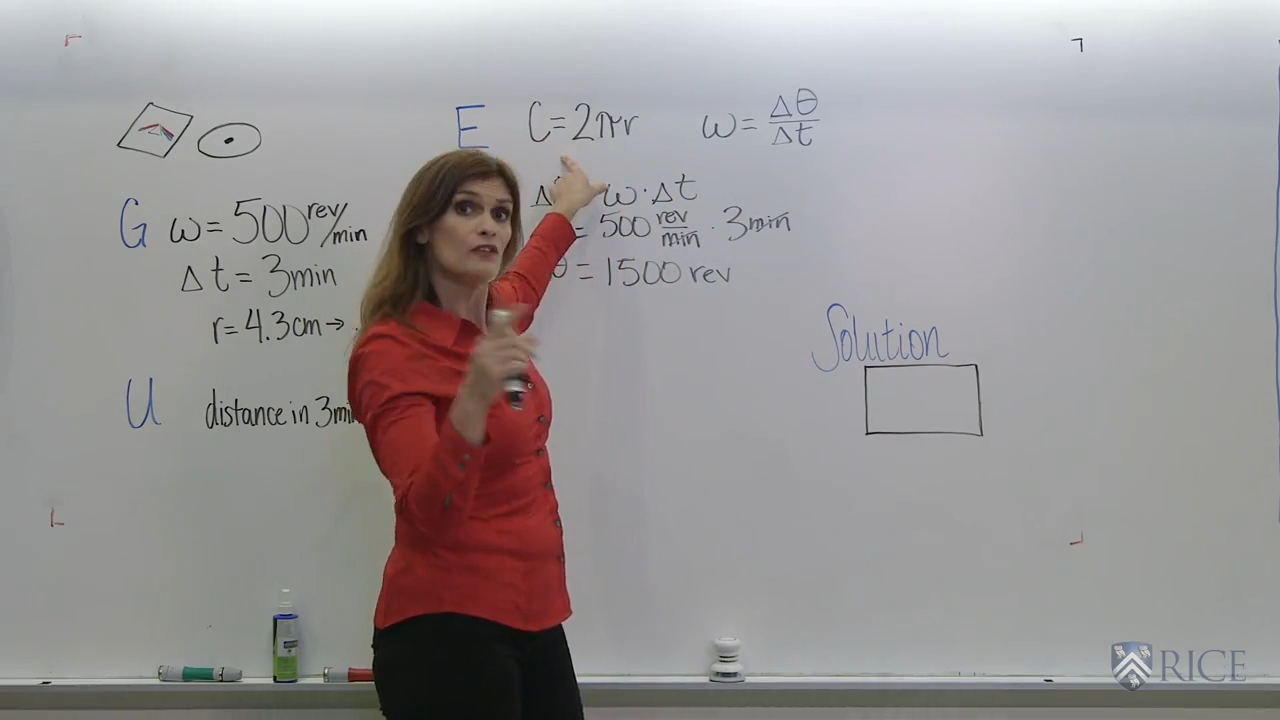 E C=2πr ω= Δθ/Δt
G ω= 500 rev/min
Δt = 3min
r= 4.3cm→
U distance in 3min
ω·Δt
= 500 rev/min · 3min
θ = 1500 rev
Solution
RICE